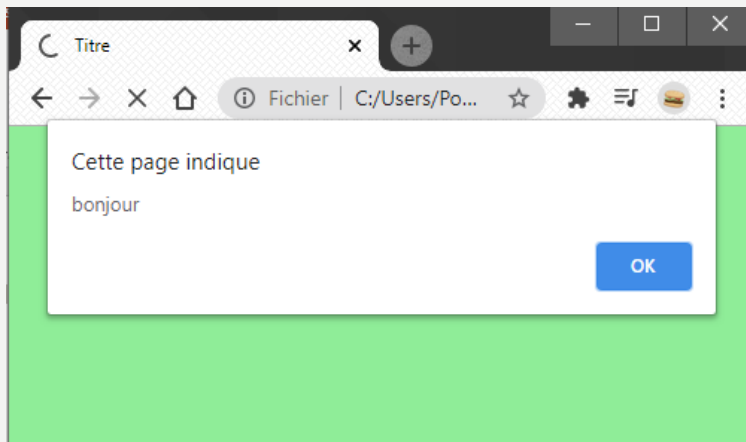 Titre
Fichier C:/Users/Po...
Cette page indique
bonjour
OK